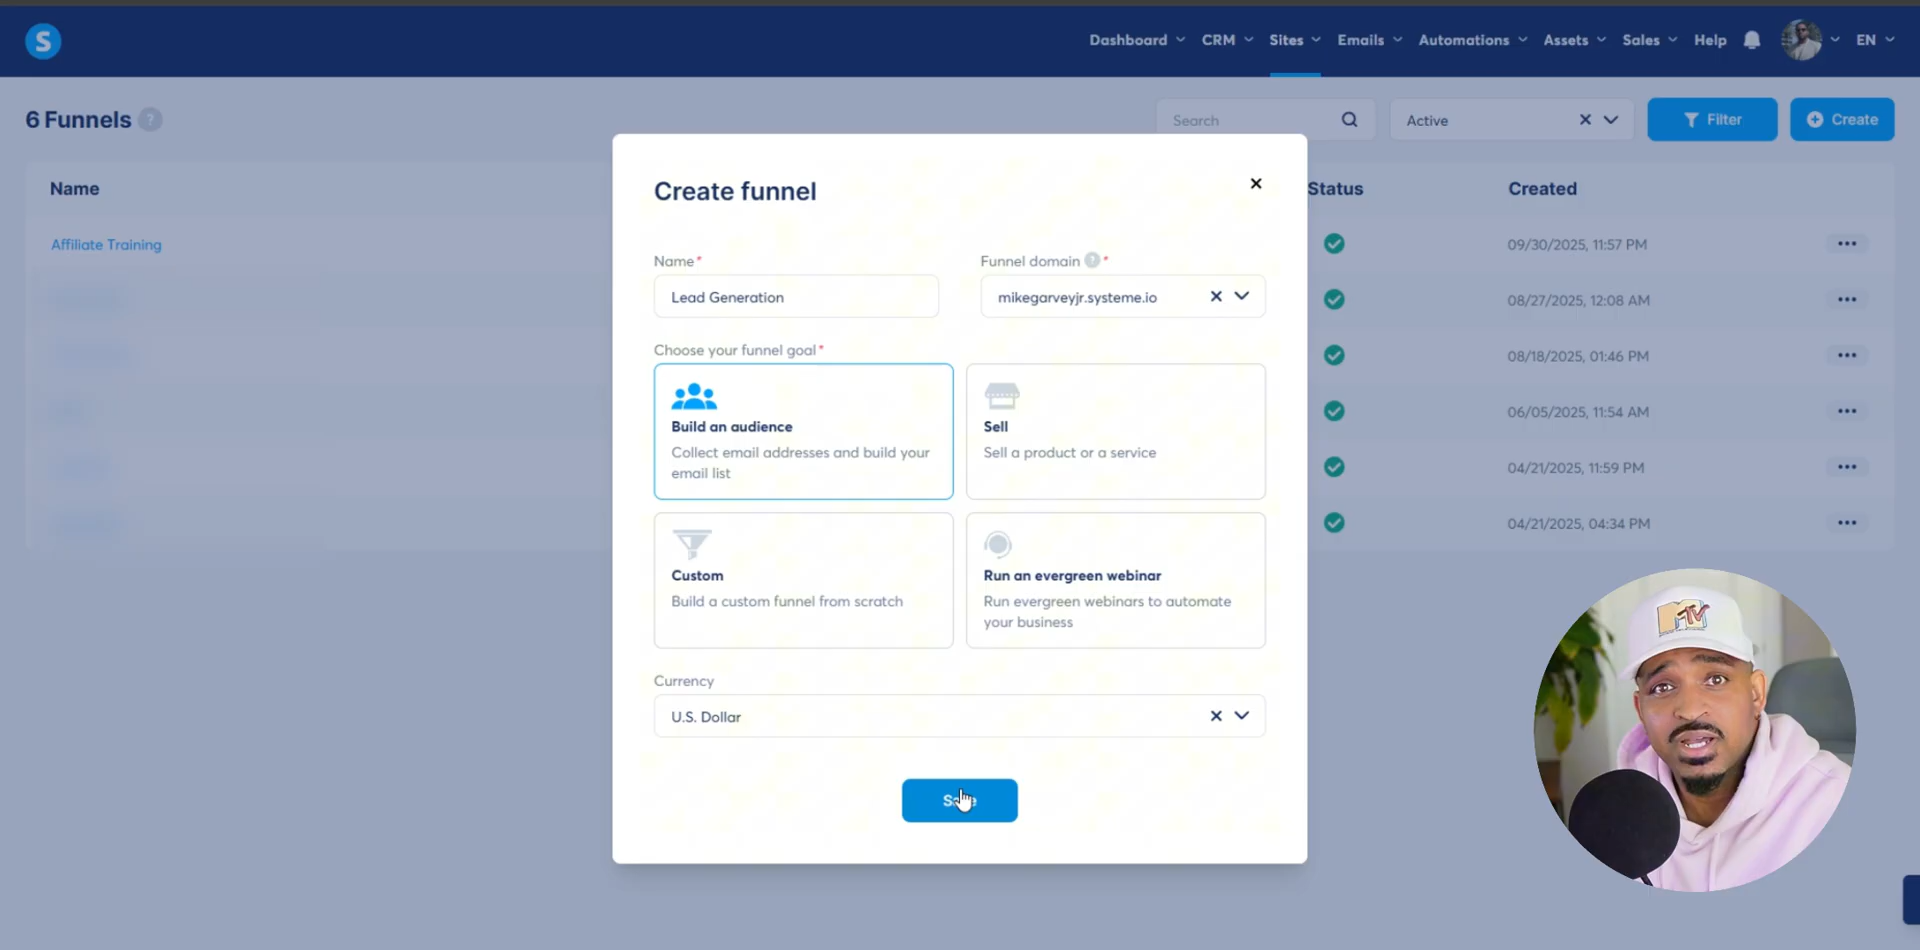 S
Dashboard CRM Sites Emails Automations Assets Sales Help EN
6 Funnels ?
Search
Active
Filter
Create
Name
Status
Created
Affiliate Training
09/30/2025, 11:57 PM
08/27/2025, 12:08 AM
08/18/2025, 01:46 PM
06/05/2025, 11:54 AM
04/21/2025, 11:59 PM
04/21/2025, 04:34 PM
Create funnel
Name*
Funnel domain ? *
Lead Generation
mikegarveyjr.systeme.io
Choose your funnel goal*
Build an audience
Collect email addresses and build your
email list
Sell
Sell a product or a service
Custom
Build a custom funnel from scratch
Run an evergreen webinar
Run evergreen webinars to automate
your business
Currency
U.S. Dollar
MTV